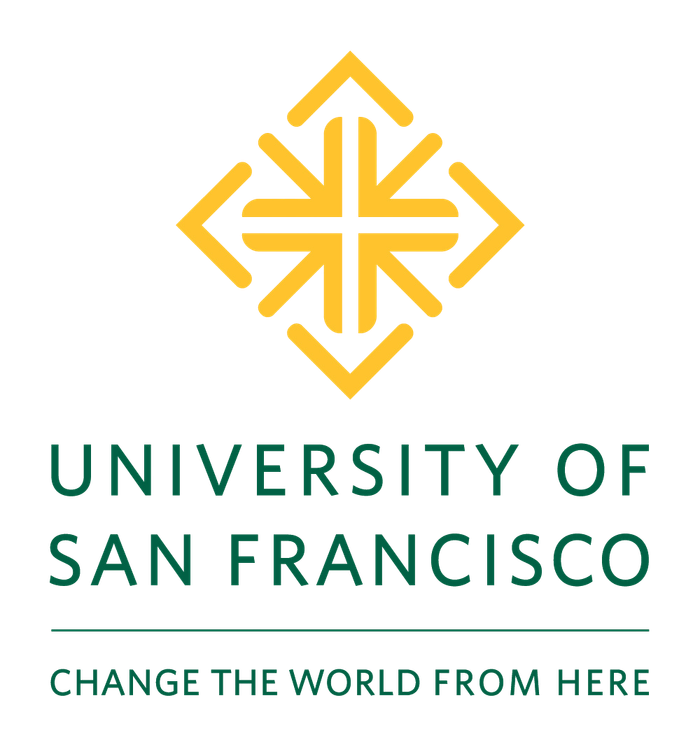 UNIVERSITY OF
SAN FRANCISCO
CHANGE THE WORLD FROM HERE